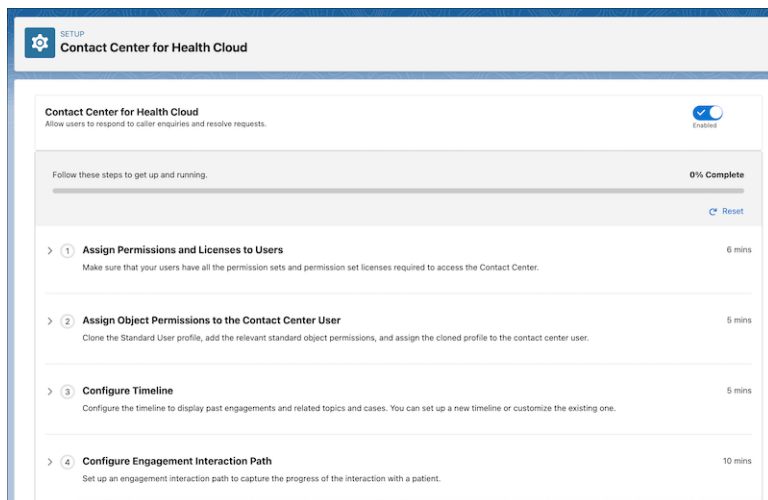 SETUP
Contact Center for Health Cloud
Contact Center for Health Cloud
Allow users to respond to caller enquiries and resolve requests.
Enabled
Follow these steps to get up and running.
0% Complete
Reset
1
Assign Permissions and Licenses to Users
6 mins
Make sure that your users have all the permission sets and permission set licenses required to access the Contact Center.
2
Assign Object Permissions to the Contact Center User
5 mins
Clone the Standard User profile, add the relevant standard object permissions, and assign the cloned profile to the contact center user.
3
Configure Timeline
5 mins
Configure the timeline to display past engagements and related topics and cases. You can set up a new timeline or customize the existing one.
4
Configure Engagement Interaction Path
10 mins
Set up an engagement interaction path to capture the progress of the interaction with a patient.